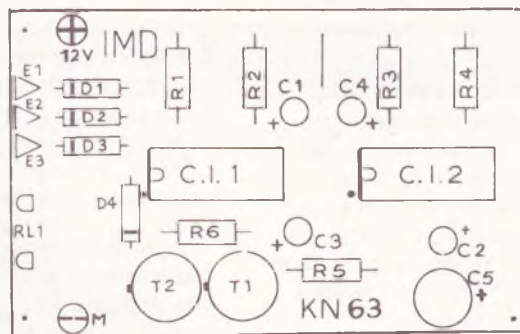 12V IMD
E1
E2
E3
D1
D2
D3
R1
R2
C1
C4
R3
R4
C.I.1
C.I.2
D4
RL1
R6
C3
C2
R5
C5
T2
T1
M
KN 63